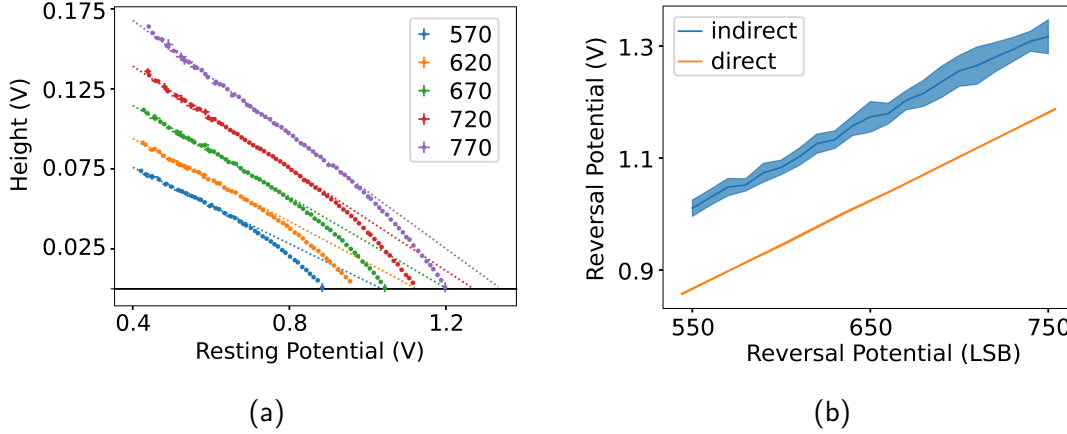 0.175
0.125
0.075
0.025
Height (V)
570
620
670
720
770
0.4
0.8
1.2
Resting Potential (V)
(a)
1.3
1.1
0.9
Reversal Potential (V)
indirect
direct
550
650
750
Reversal Potential (LSB)
(b)